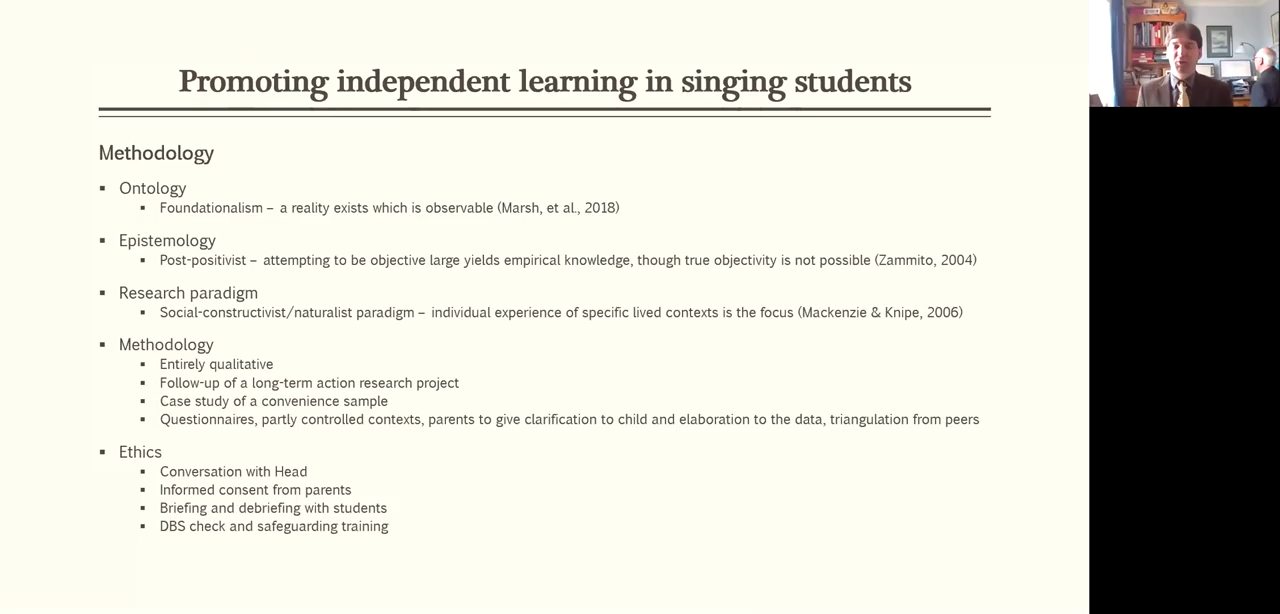 Promoting independent learning in singing students
Methodology
▪ Ontology
▪ Foundationalism – a reality exists which is observable (Marsh, et al., 2018)
▪ Epistemology
▪ Post-positivist – attempting to be objective large yields empirical knowledge, though true objectivity is not possible (Zammito, 2004)
▪ Research paradigm
▪ Social-constructivist/naturalist paradigm – individual experience of specific lived contexts is the focus (Mackenzie & Knipe, 2006)
▪ Methodology
▪ Entirely qualitative
▪ Follow-up of a long-term action research project
▪ Case study of a convenience sample
▪ Questionnaires, partly controlled contexts, parents to give clarification to child and elaboration to the data, triangulation from peers
▪ Ethics
▪ Conversation with Head
▪ Informed consent from parents
▪ Briefing and debriefing with students
▪ DBS check and safeguarding training